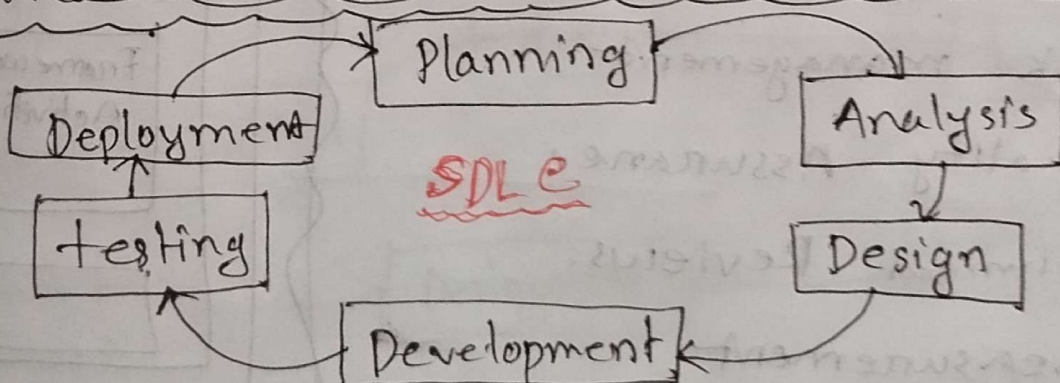 Planning
Analysis
Design
Development
testing
Deployment
SDLC